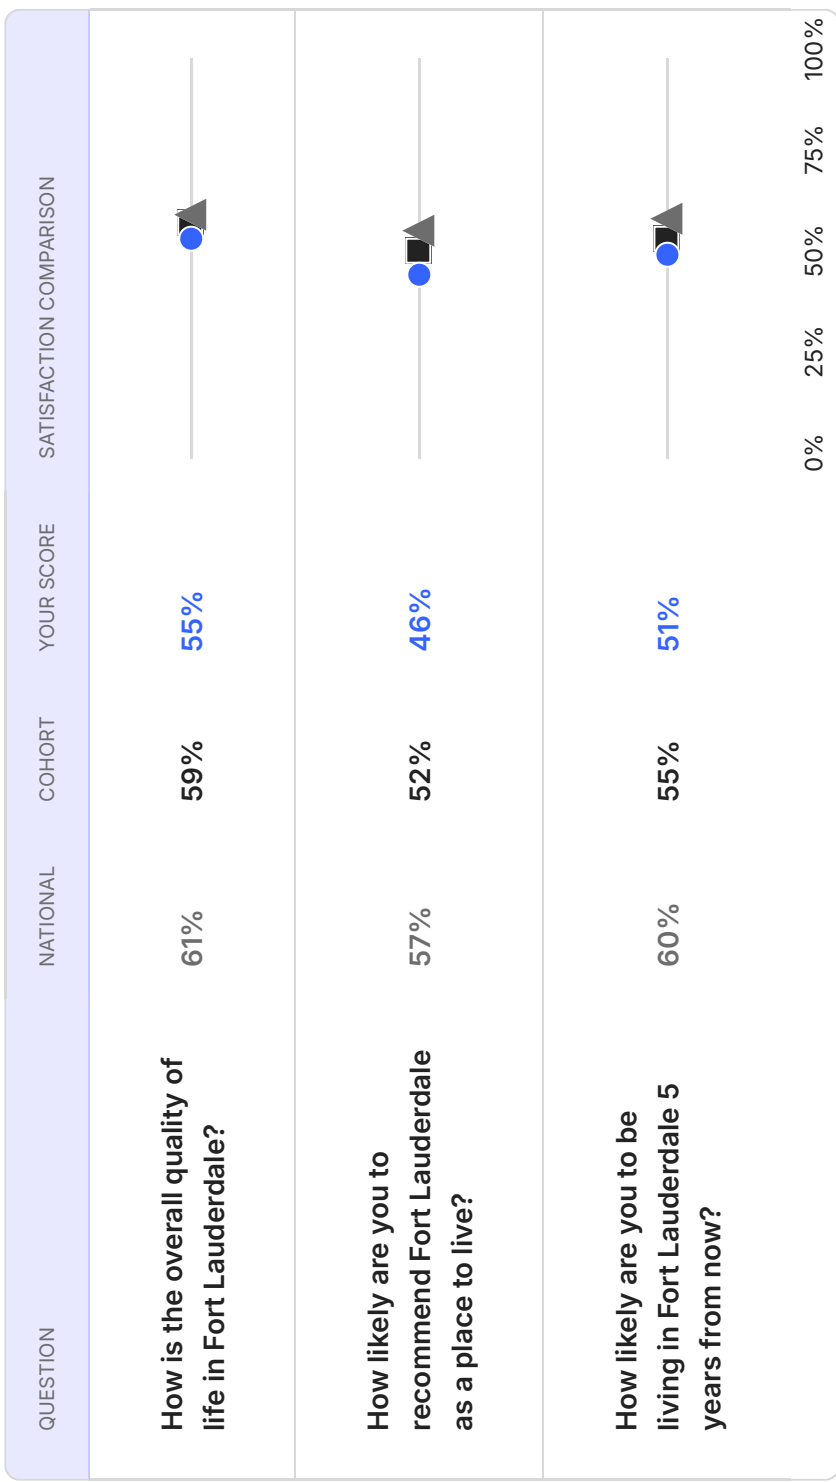 QUESTION NATIONAL COHORT YOUR SCORE SATISFACTION COMPARISON
How is the overall quality of
life in Fort Lauderdale?
61% 59% 55%
How likely are you to
recommend Fort Lauderdale
as a place to live?
57% 52% 46%
How likely are you to be
living in Fort Lauderdale 5
years from now?
60% 55% 51%
0% 25% 50% 75% 100%